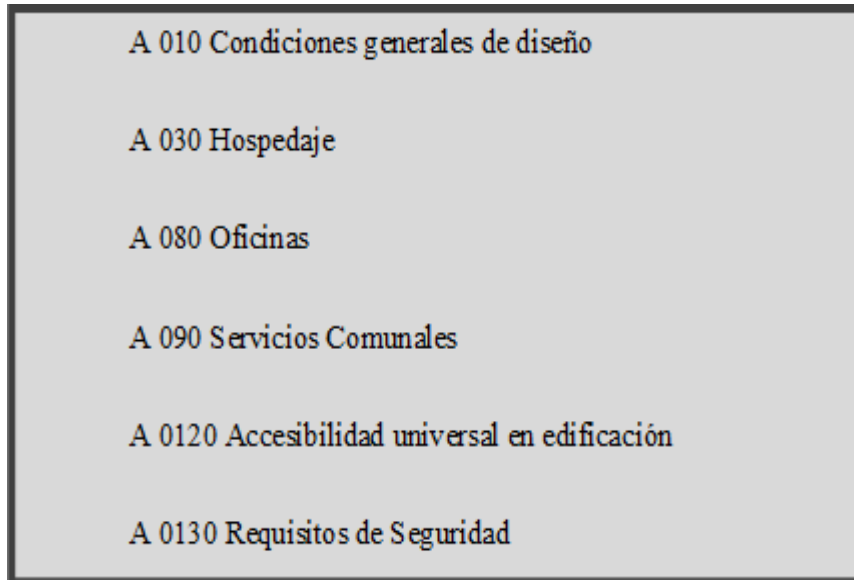 A 010 Condiciones generales de diseño
A 030 Hospedaje
A 080 Oficinas
A 090 Servicios Comunales
A 0120 Accesibilidad universal en edificación
A 0130 Requisitos de Seguridad